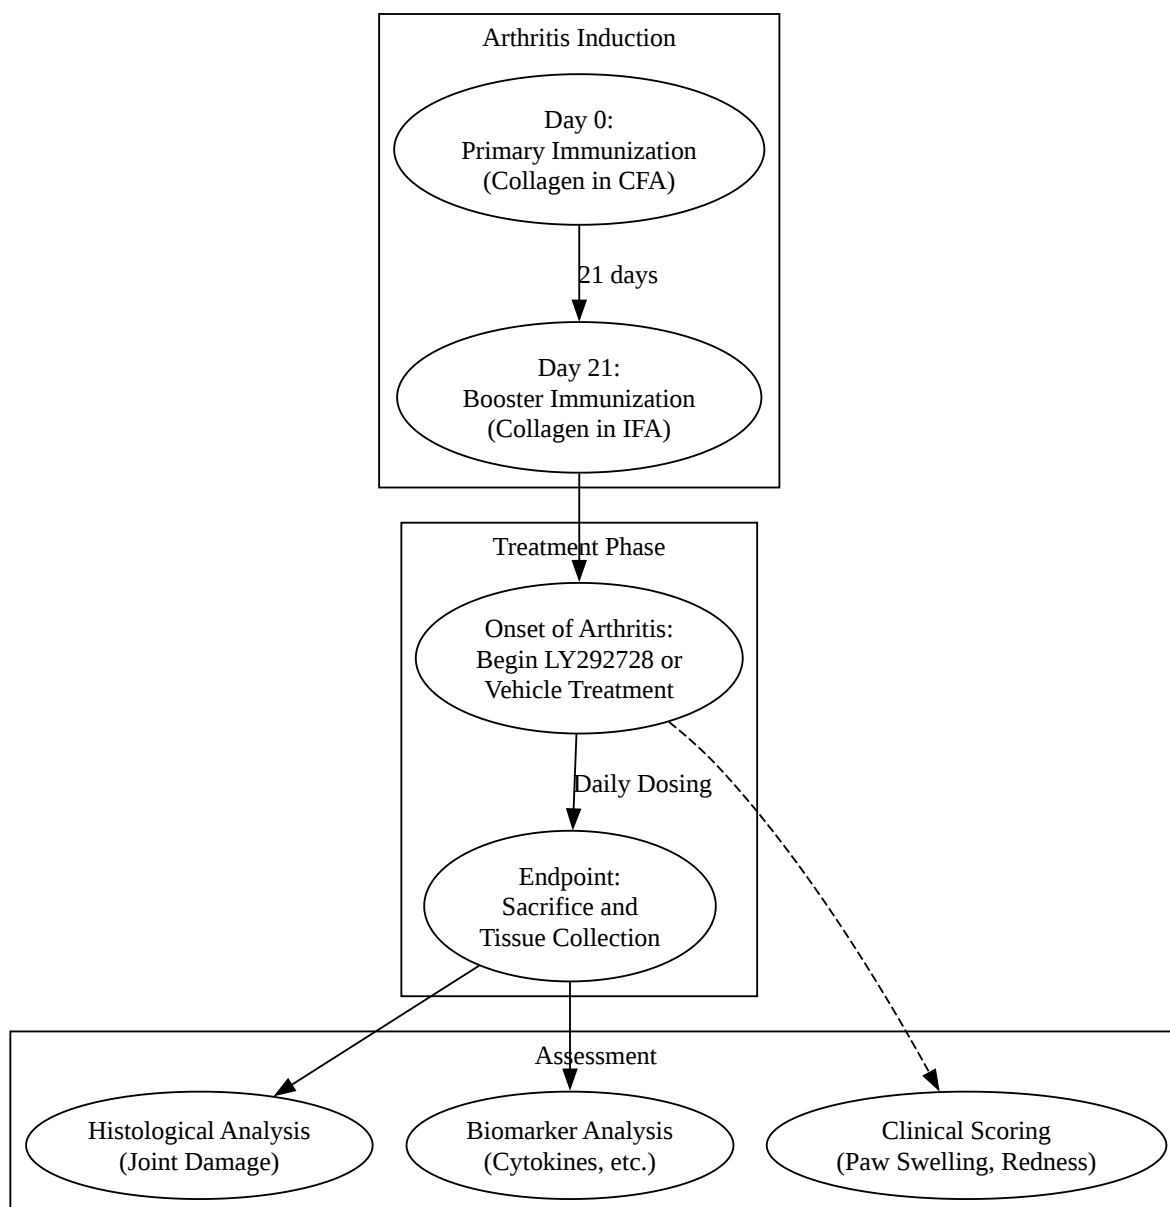 Arthritis Induction
Day 0:
Primary Immunization
(Collagen in CFA)
21 days
Day 21:
Booster Immunization
(Collagen in IFA)
Treatment Phase
Onset of Arthritis:
Begin LY292728 or
Vehicle Treatment
Daily Dosing
Endpoint:
Sacrifice and
Tissue Collection
Assessment
Histological Analysis
(Joint Damage)
Biomarker Analysis
(Cytokines, etc.)
Clinical Scoring
(Paw Swelling, Redness)